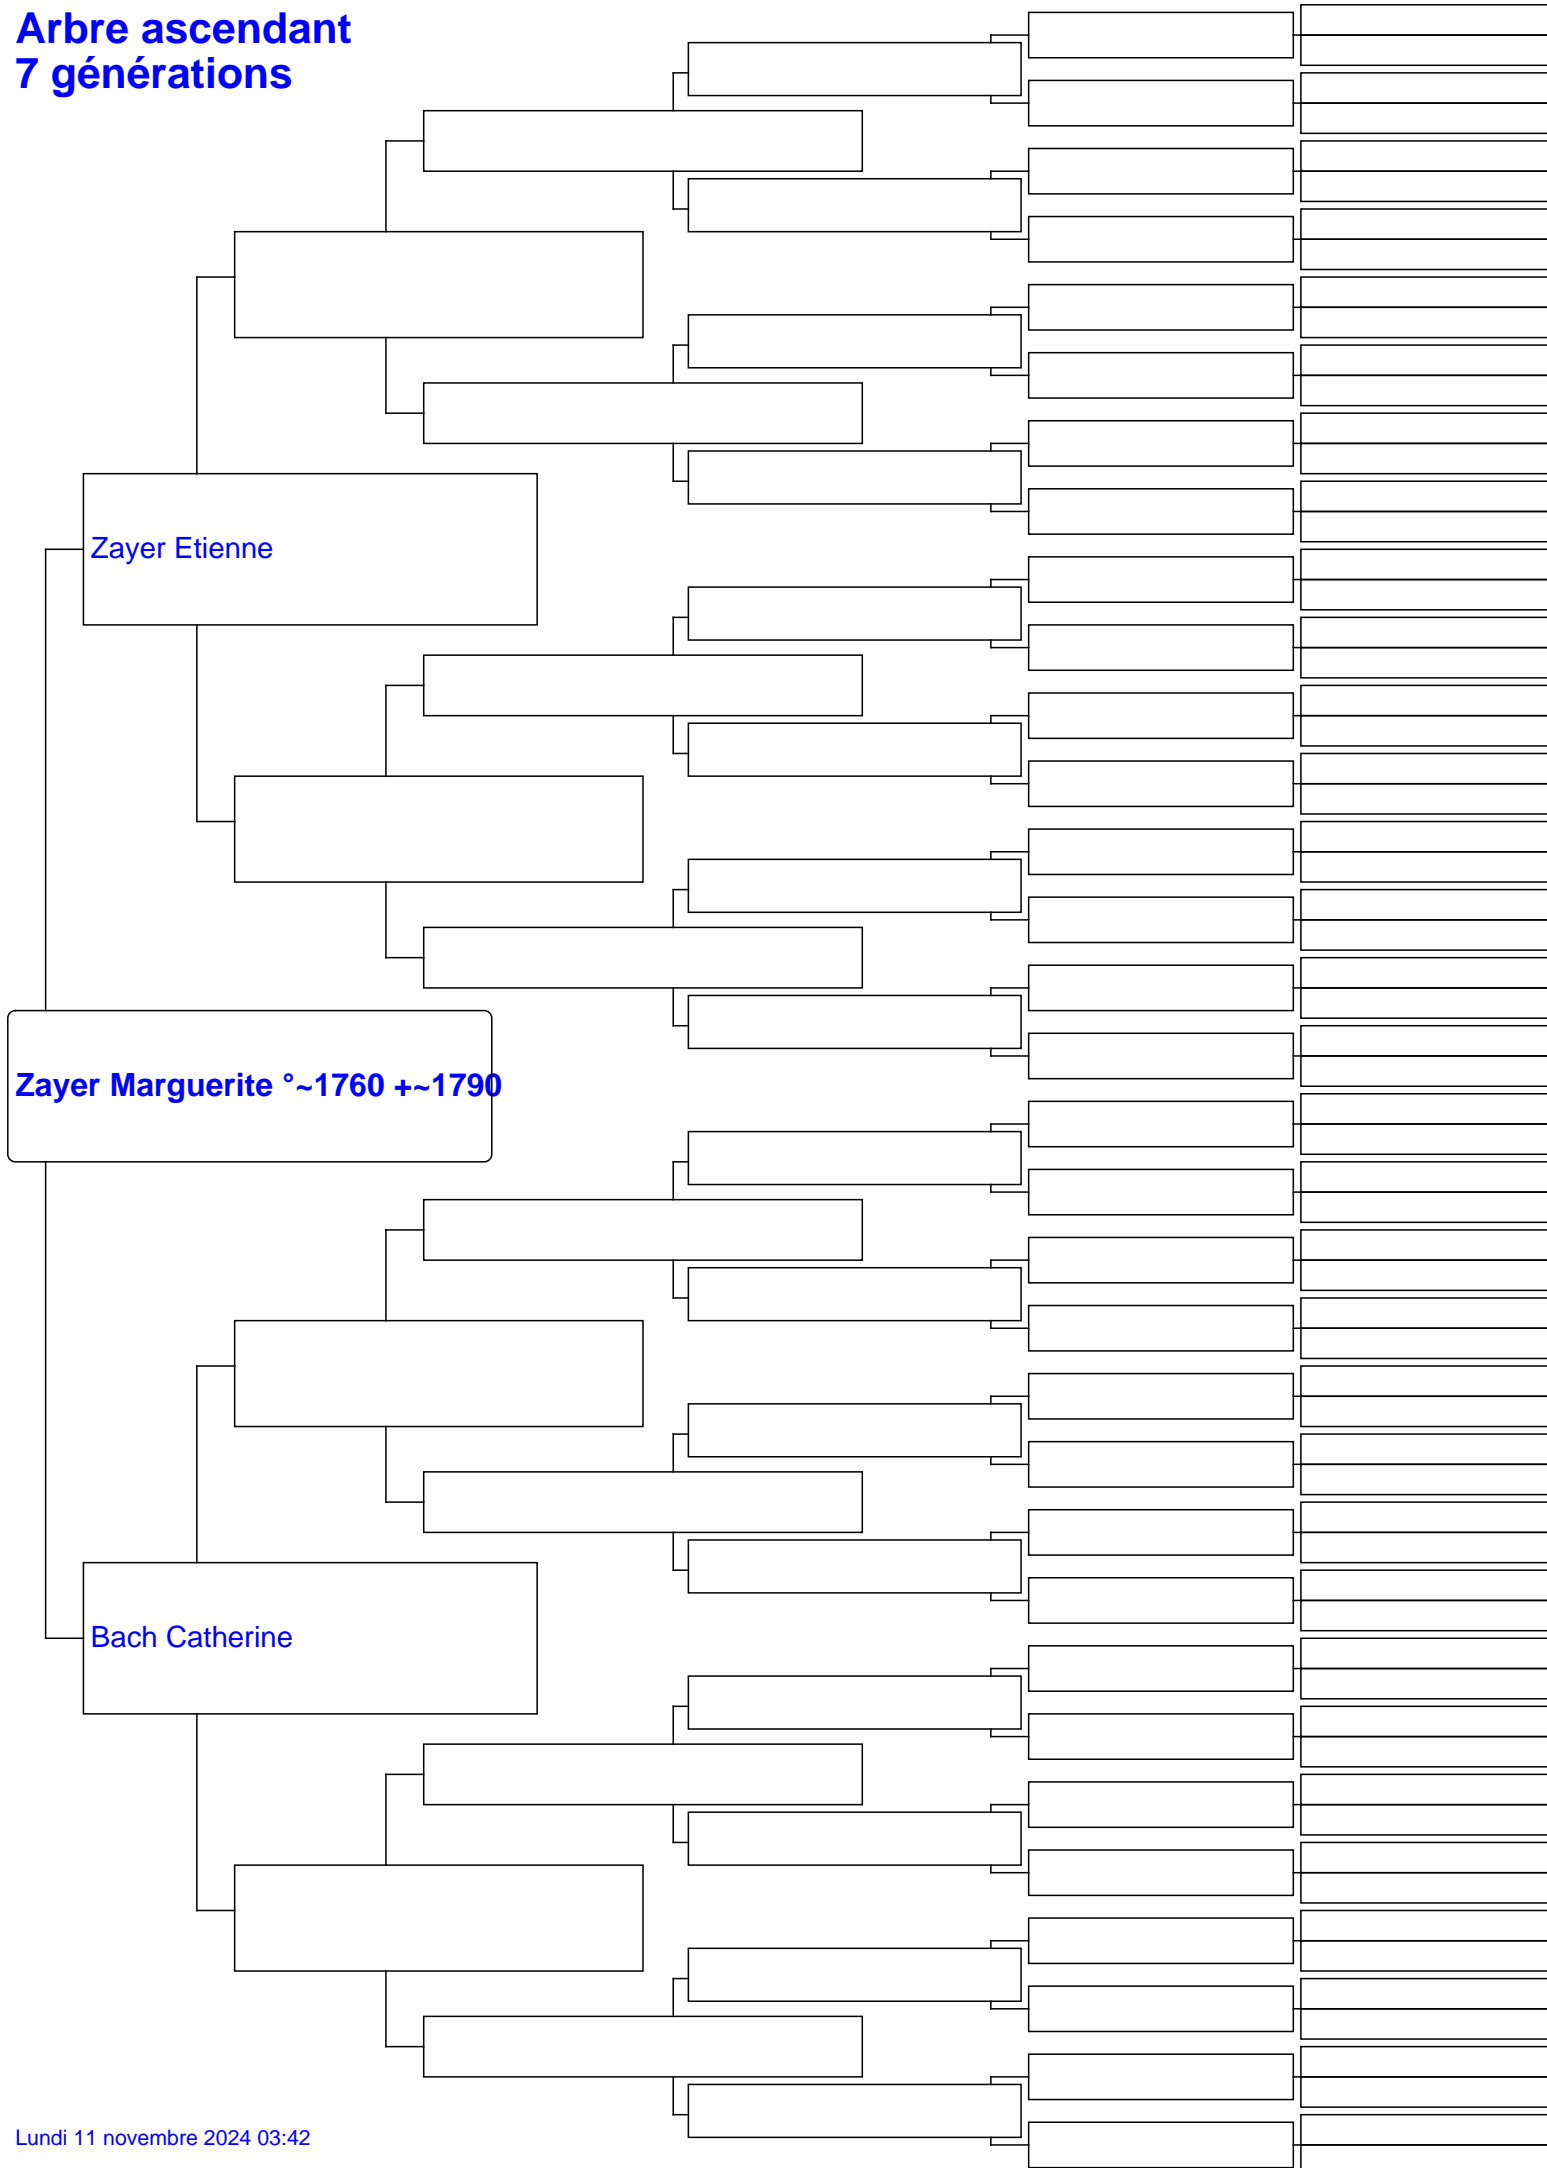 Arbre ascendant
7 générations
Zayer Etienne
Zayer Marguerite °~1760 +~1790
Bach Catherine
Lundi 11 novembre 2024 03:42